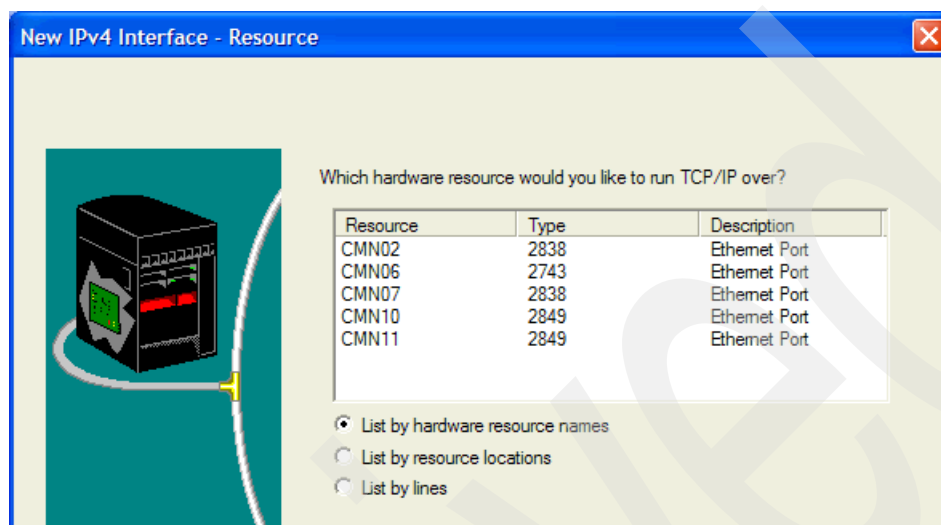 New IPv4 Interface - Resource
Which hardware resource would you like to run TCP/IP over?
Resource Type Description
CMN02 2838 Ethernet Port
CMN06 2743 Ethernet Port
CMN07 2838 Ethernet Port
CMN10 2849 Ethernet Port
CMN11 2849 Ethernet Port
List by hardware resource names
List by resource locations
List by lines